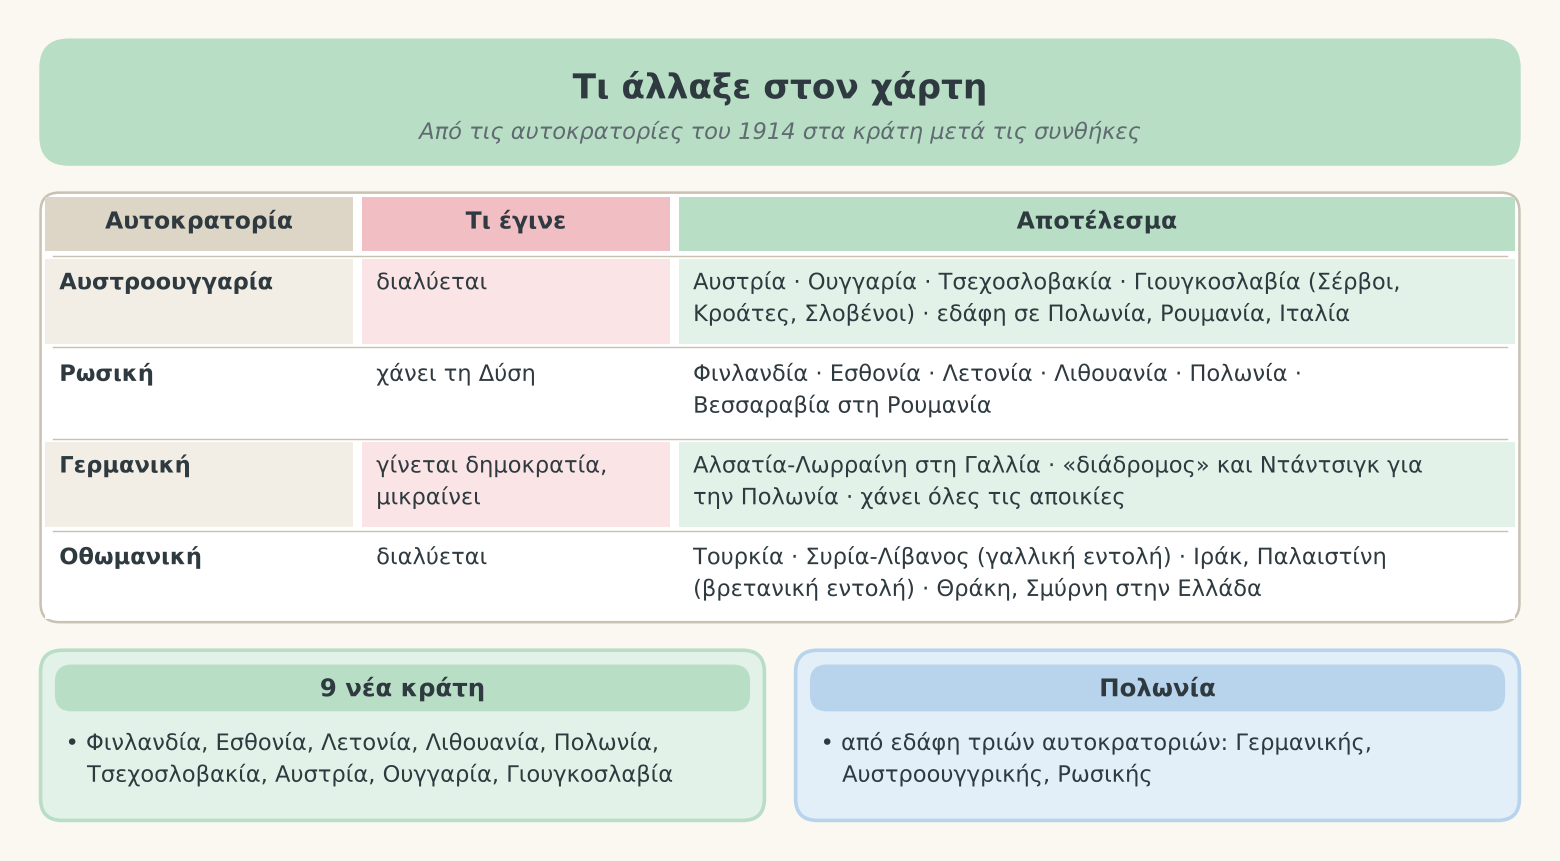 Τι άλλαξε στον χάρτη
Από τις αυτοκρατορίες του 1914 στα κράτη μετά τις συνθήκες
Αυτοκρατορία
Τι έγινε
Αποτέλεσμα
Αυστροουγγαρία
διαλύεται
Αυστρία · Ουγγαρία · Τσεχοσλοβακία · Γιουγκοσλαβία (Σέρβοι,
Κροάτες, Σλοβένοι) · εδάφη σε Πολωνία, Ρουμανία, Ιταλία
Ρωσική
χάνει τη Δύση
Φινλανδία · Εσθονία · Λετονία · Λιθουανία · Πολωνία ·
Βεσσαραβία στη Ρουμανία
Γερμανική
γίνεται δημοκρατία,
μικραίνει
Αλσατία-Λωρραίνη στη Γαλλία · «διάδρομος» και Ντάντσιγκ για
την Πολωνία · χάνει όλες τις αποικίες
Οθωμανική
διαλύεται
Τουρκία · Συρία-Λίβανος (γαλλική εντολή) · Ιράκ, Παλαιστίνη
(βρετανική εντολή) · Θράκη, Σμύρνη στην Ελλάδα
9 νέα κράτη
• Φινλανδία, Εσθονία, Λετονία, Λιθουανία, Πολωνία,
Τσεχοσλοβακία, Αυστρία, Ουγγαρία, Γιουγκοσλαβία
Πολωνία
• από εδάφη τριών αυτοκρατοριών: Γερμανικής,
Αυστροουγγρικής, Ρωσικής